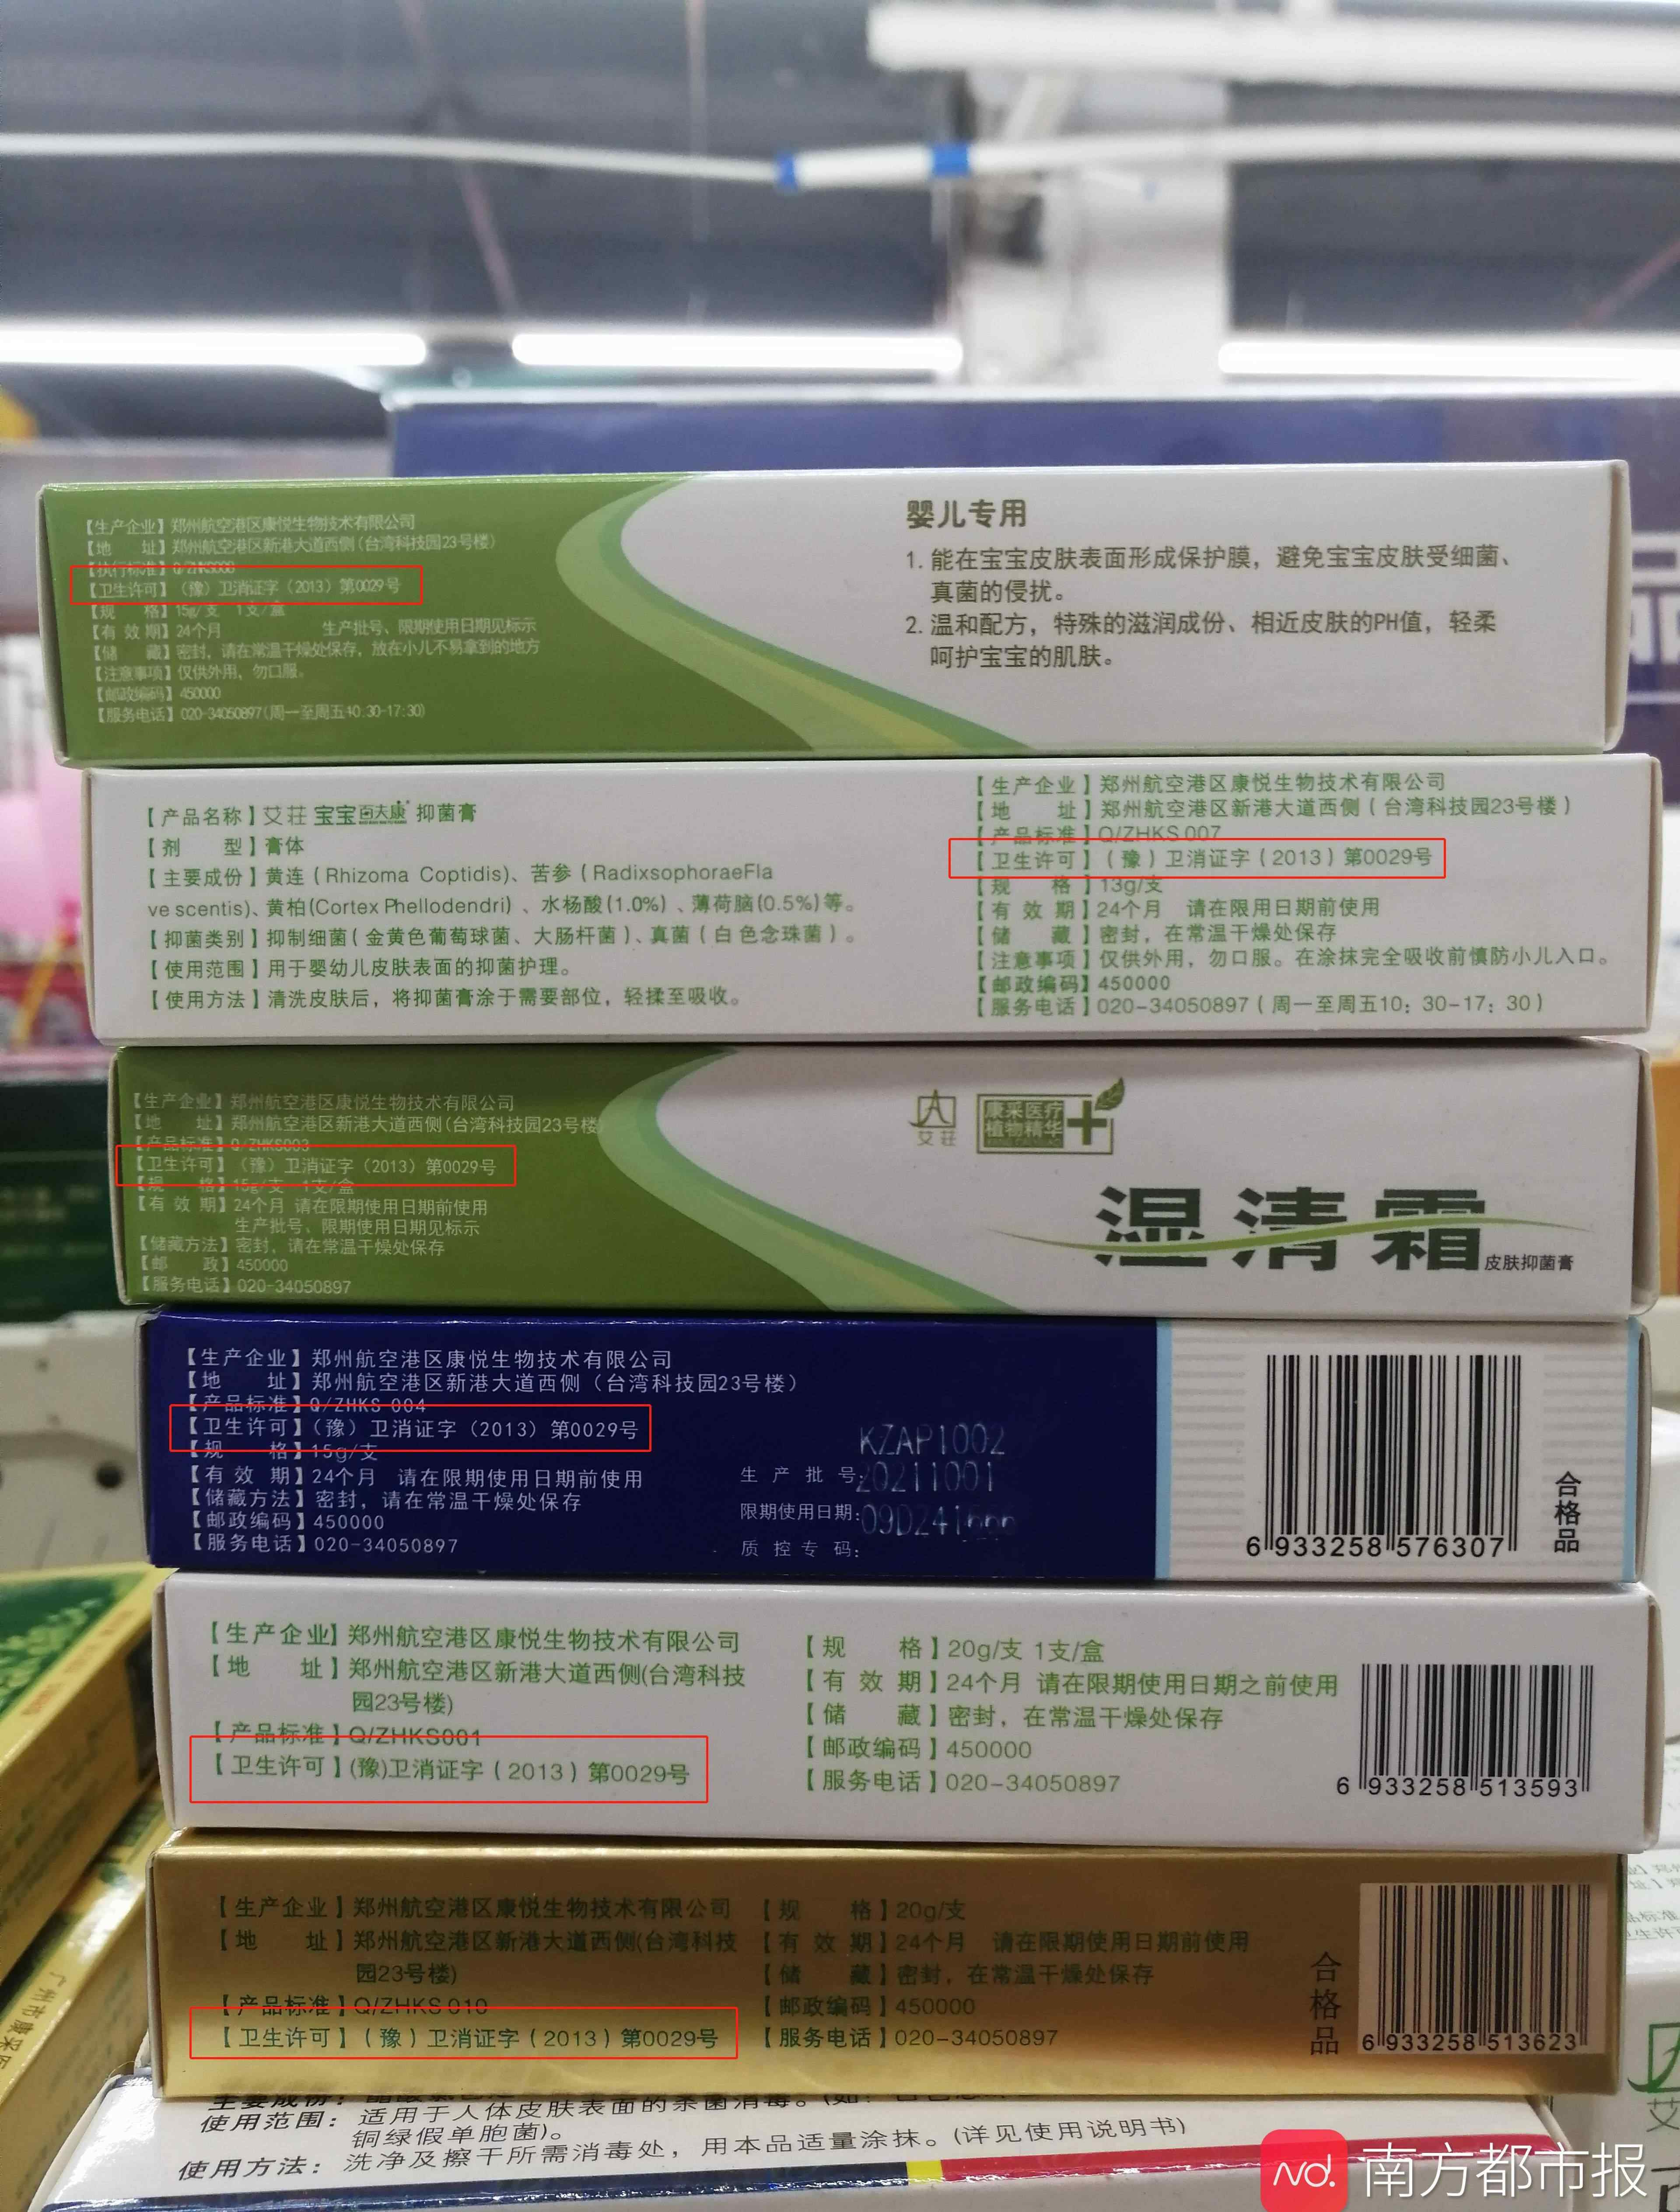 【生产企业】郑州航空港区康悦生物技术有限公司
【地　　址】郑州航空港区新港大道西侧(台湾科技园23号楼)
【执行标准】Q/ZHKS008
【卫生许可】（豫）卫消证字（2013）第0029号
【规　　格】15g/支　1支/盒
【有 效 期】24个月　生产批号、限期使用日期见标示
【储　　藏】密封，请在常温干燥处保存，放在小儿不易拿到的地方
【注意事项】仅供外用，勿口服。
【邮政编码】450000
【服务电话】020-34050897(周一至周五10:30-17:30)
婴儿专用
1. 能在宝宝皮肤表面形成保护膜，避免宝宝皮肤受细菌、
真菌的侵扰。
2. 温和配方，特殊的滋润成份、相近皮肤的PH值，轻柔
呵护宝宝的肌肤。
【产品名称】艾荘 宝宝百夫康 抑菌膏
【剂　　型】膏体
【主要成份】黄连（Rhizoma Coptidis)、苦参（RadixsophoraeFla
ve scentis)、黄柏(Cortex Phellodendri)、水杨酸(1.0%)、薄荷脑(0.5%)等。
【抑菌类别】抑制细菌（金黄色葡萄球菌、大肠杆菌）、真菌（白色念珠菌）。
【使用范围】用于婴幼儿皮肤表面的抑菌护理。
【使用方法】清洗皮肤后，将抑菌膏涂于需要部位，轻揉至吸收。
【生产企业】郑州航空港区康悦生物技术有限公司
【地　　址】郑州航空港区新港大道西侧（台湾科技园23号楼）
【产品标准】Q/ZHKS 007
【卫生许可】（豫）卫消证字（2013）第0029号
【规　　格】13g/支
【有 效 期】24个月　请在限用日期前使用
【储　　藏】密封，在常温干燥处保存
【注意事项】仅供外用，勿口服。在涂抹完全吸收前慎防小儿入口。
【邮政编码】450000
【服务电话】020-34050897（周一至周五10：30-17：30）
【生产企业】郑州航空港区康悦生物技术有限公司
【地　　址】郑州航空港区新港大道西侧(台湾科技园23号楼)
【产品标准】Q/ZHKS003
【卫生许可】（豫）卫消证字（2013）第0029号
【规　　格】15g/支　1支/盒
【有 效 期】24个月 请在限期使用日期前使用
生产批号、限期使用日期见标示
【储藏方法】密封，请在常温干燥处保存
【邮　　政】450000
【服务电话】020-34050897
艾荘
康采医疗
植物精华
湿清霜
皮肤抑菌膏
【生产企业】郑州航空港区康悦生物技术有限公司
【地　　址】郑州航空港区新港大道西侧（台湾科技园23号楼）
【产品标准】Q/ZHKS 004
【卫生许可】（豫）卫消证字（2013）第0029号
【规　　格】15g/支
【有 效 期】24个月　请在限期使用日期前使用
【储藏方法】密封，请在常温干燥处保存
【邮政编码】450000
【服务电话】020-34050897
KZAP1002
生 产 批 号：20211001
限期使用日期：
质 控 专 码：
6 933258 576307
合格品
【生产企业】郑州航空港区康悦生物技术有限公司
【地　　址】郑州航空港区新港大道西侧(台湾科技
园23号楼)
【产品标准】Q/ZHKS001
【卫生许可】(豫)卫消证字（2013）第0029号
【规　　格】20g/支 1支/盒
【有 效 期】24个月 请在限期使用日期之前使用
【储　　藏】密封，在常温干燥处保存
【邮政编码】450000
【服务电话】020-34050897
6 933258 513593
【生产企业】郑州航空港区康悦生物技术有限公司
【地　　址】郑州航空港区新港大道西侧(台湾科技
园23号楼)
【产品标准】Q/ZHKS 010
【卫生许可】（豫）卫消证字（2013）第0029号
【规　　格】20g/支
【有 效 期】24个月　请在限期使用日期前使用
【储　　藏】密封，在常温干燥处保存
【邮政编码】450000
【服务电话】020-34050897
合格品
6 933258 513623
使用范围：适用于人体皮肤表面的杀菌消毒。
铜绿假单胞菌)。
使用方法：洗净及擦干所需消毒处，用本品适量涂抹。(详见使用说明书)
nd. 南方都市报